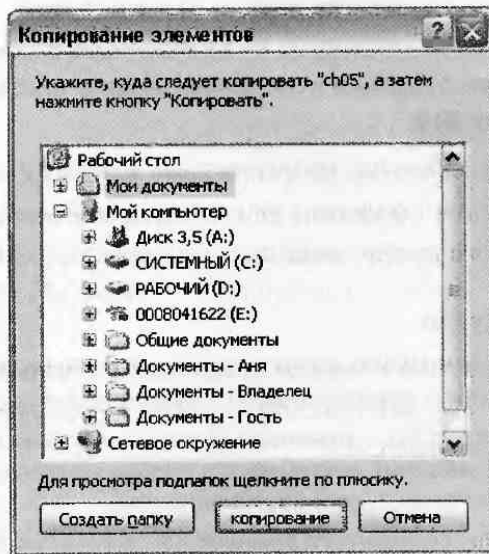 Копирование элементов
Укажите, куда следует копировать "ch05", а затем
нажмите кнопку "Копировать".
Рабочий стол
Мои документы
Мой компьютер
Диск 3,5 (A:)
СИСТЕМНЫЙ (C:)
РАБОЧИЙ (D:)
0008041622 (E:)
Общие документы
Документы - Аня
Документы - Владелец
Документы - Гость
Сетевое окружение
Для просмотра подпапок щелкните по плюсику.
Создать папку копирование Отмена